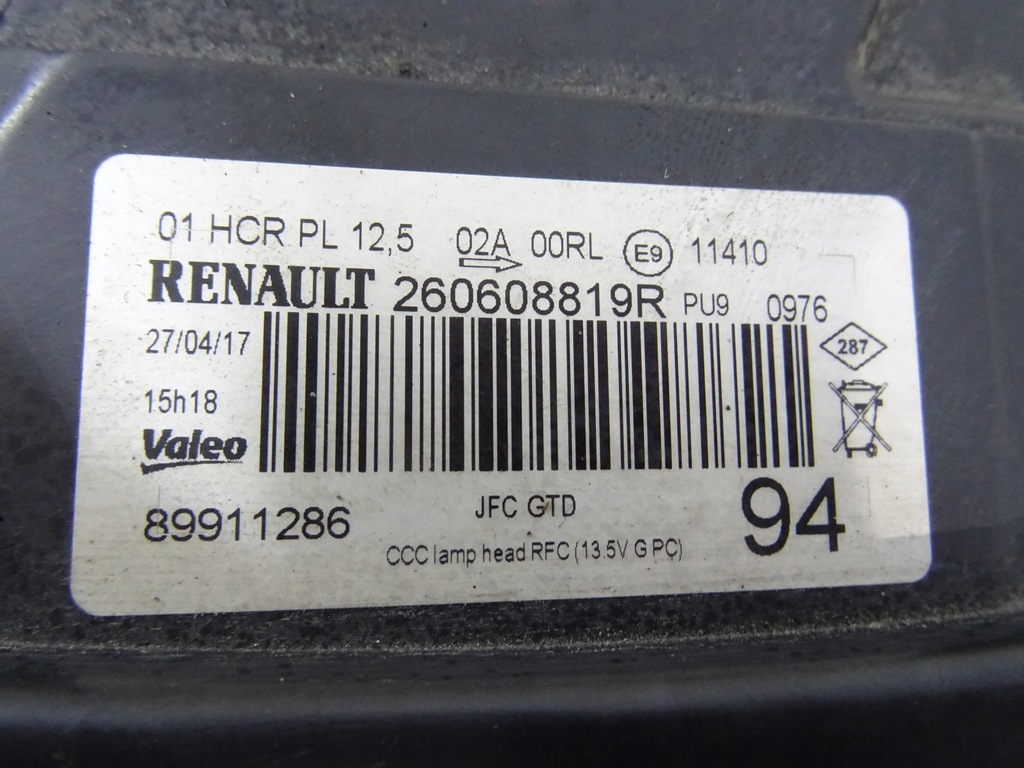 01 HCR PL 12,5 02A 00RL E9 11410
RENAULT 260608819R PU9 0976
27/04/17
287
15h18
Valeo
89911286
JFC GTD
94
CCC lamp head RFC (13.5V G PC)